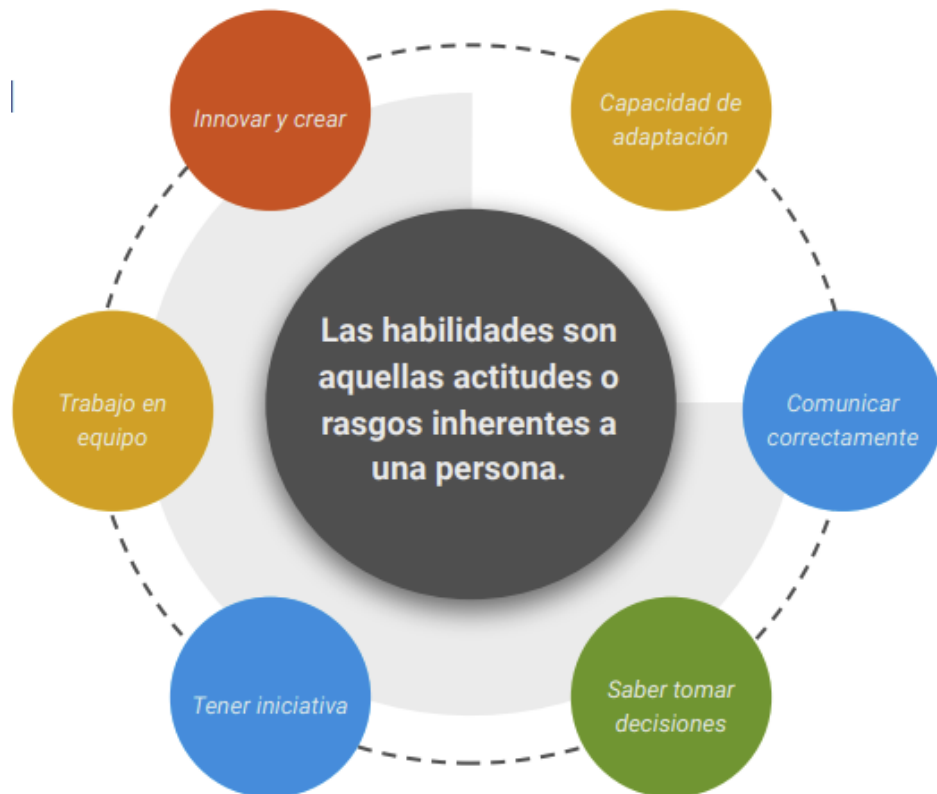 Innovar y crear
Capacidad de
adaptación
Las habilidades son
aquellas actitudes o
rasgos inherentes a
una persona.
Trabajo en
equipo
Comunicar
correctamente
Tener iniciativa
Saber tomar
decisiones